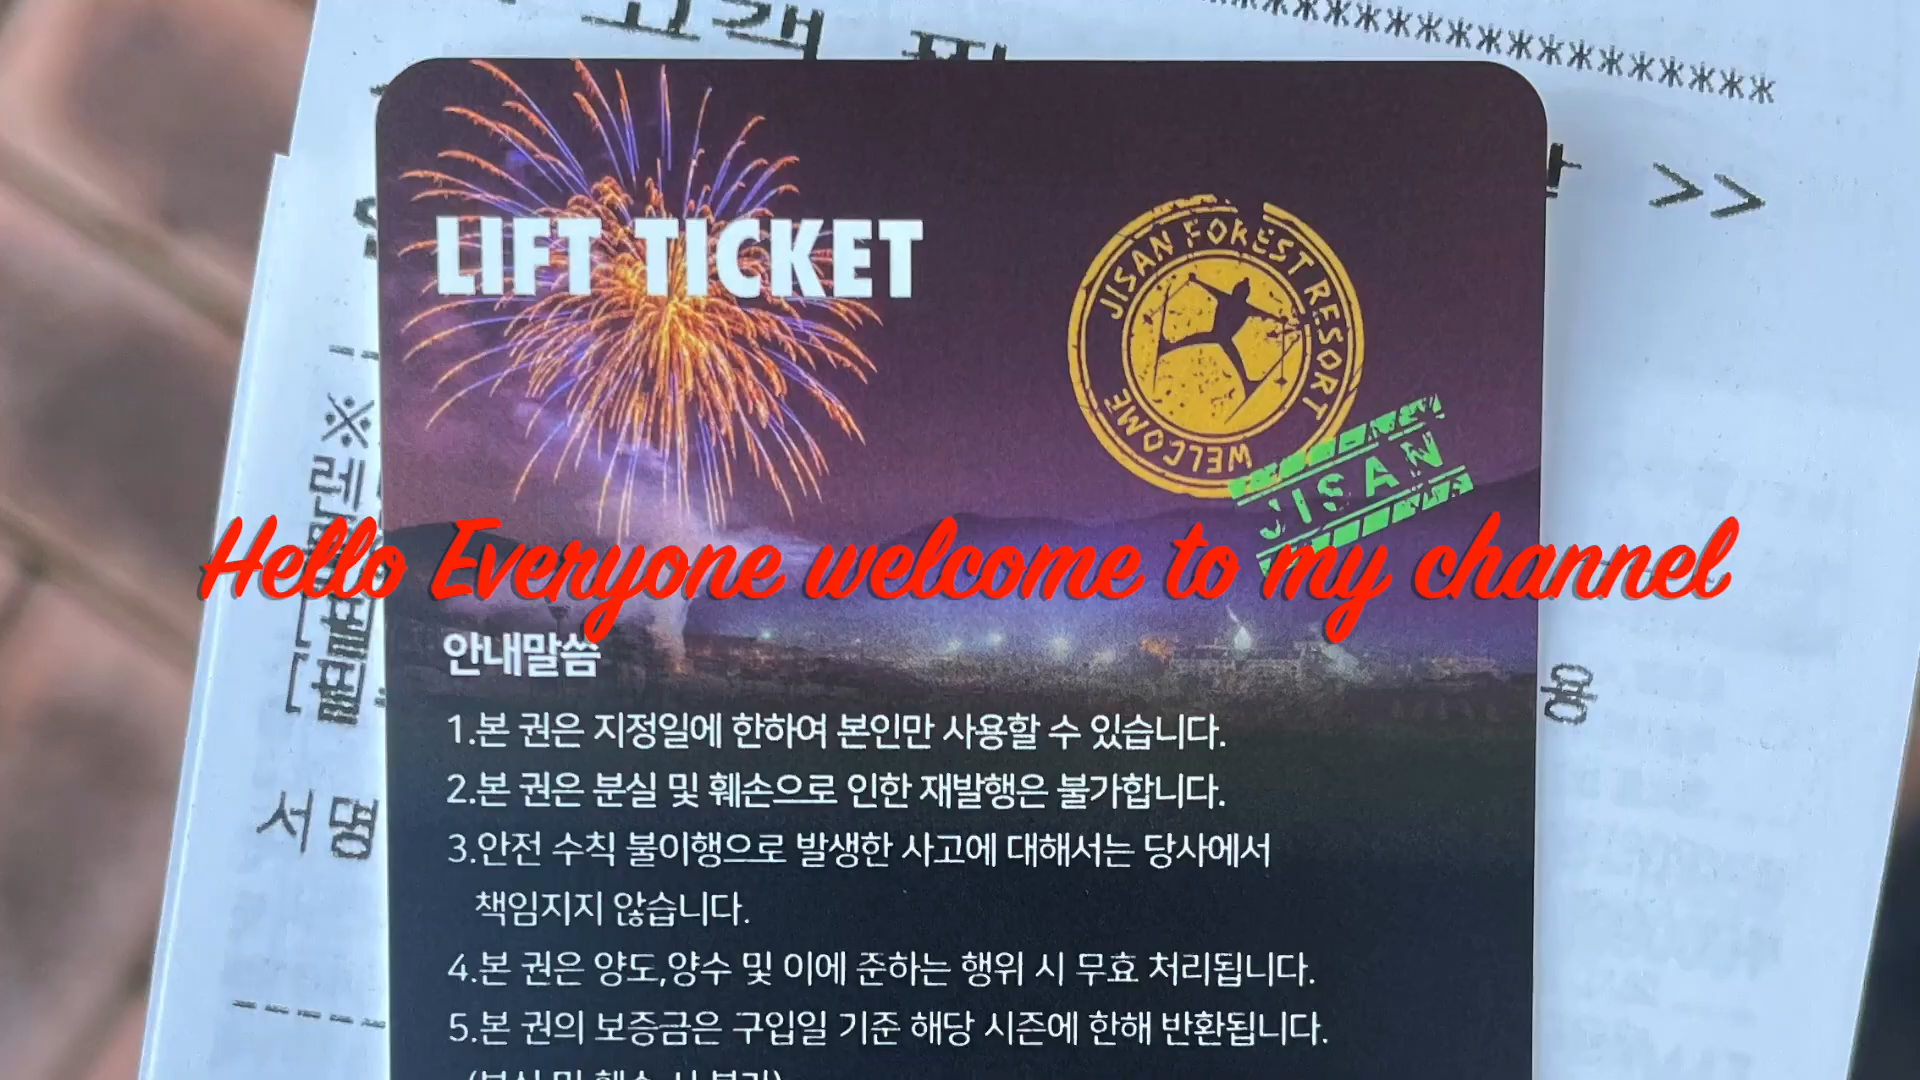 고객
>>
LIFT TICKET
JISAN FOREST RESORT
WELCOME
JISAN
※
렌
Hello Everyone welcome to my channel
안내말씀
용
1.본 권은 지정일에 한하여 본인만 사용할 수 있습니다.
2.본 권은 분실 및 훼손으로 인한 재발행은 불가합니다.
서명
3.안전 수칙 불이행으로 발생한 사고에 대해서는 당사에서
책임지지 않습니다.
4.본 권은 양도,양수 및 이에 준하는 행위 시 무효 처리됩니다.
5.본 권의 보증금은 구입일 기준 해당 시즌에 한해 반환됩니다.